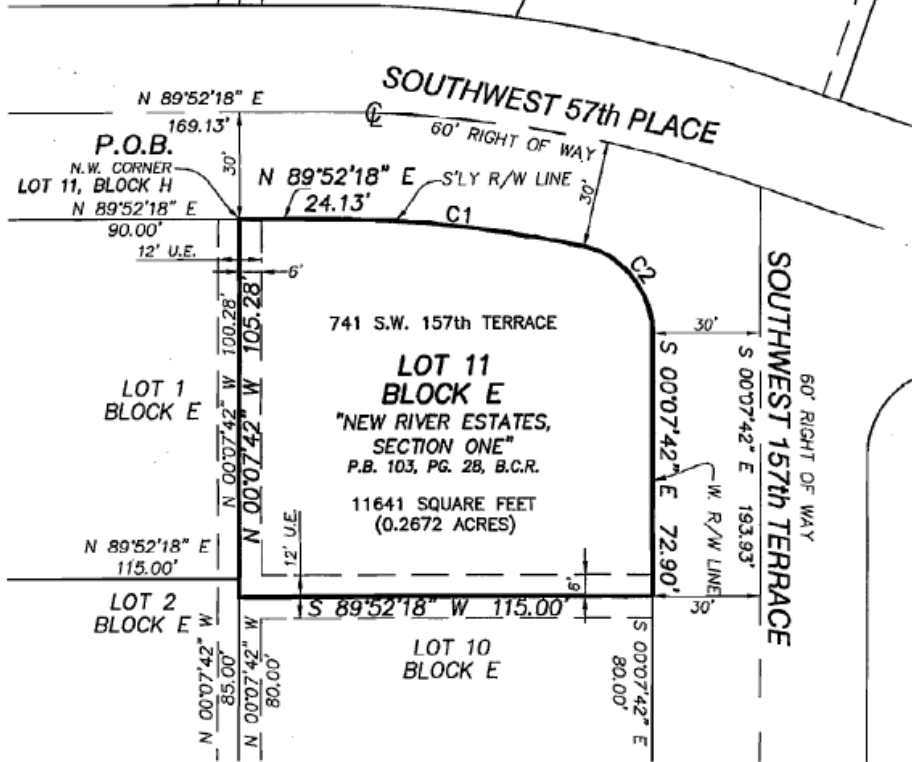 N 89°52'18" E
169.13'
SOUTHWEST 57th PLACE
60' RIGHT OF WAY
P.O.B.
N.W. CORNER
LOT 11, BLOCK H
30'
N 89°52'18" E
24.13'
S'LY R/W LINE
30'
C1
C2
N 89°52'18" E
90.00'
12' U.E.
6'
N 00°07'42" W 100.28'
N 00°07'42" W 105.28'
741 S.W. 157th TERRACE
LOT 11
BLOCK E
"NEW RIVER ESTATES,
SECTION ONE"
P.B. 103, PG. 28, B.C.R.
11641 SQUARE FEET
(0.2672 ACRES)
LOT 1
BLOCK E
30'
S 00°07'42" E 72.90'
W. R/W LINE
S 00°07'42" E 193.93'
SOUTHWEST 157th TERRACE
60' RIGHT OF WAY
N 89°52'18" E
115.00'
12' U.E.
6'
S 89°52'18" W 115.00'
30'
LOT 2
BLOCK E
N 00°07'42" W
85.00'
N 00°07'42" W
80.00'
LOT 10
BLOCK E
S 00°07'42" E
80.00'